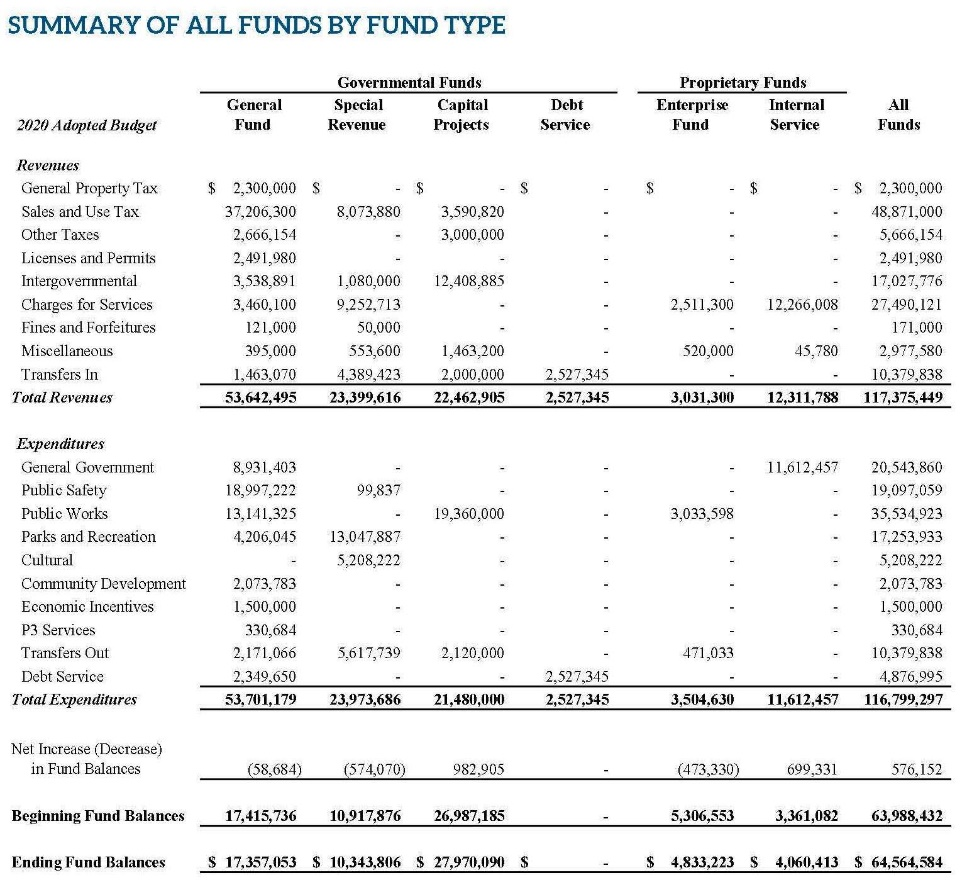 SUMMARY OF ALL FUNDS BY FUND TYPE
Governmental Funds Proprietary Funds
General Special Capital Debt Enterprise Internal All
2020 Adopted Budget Fund Revenue Projects Service Fund Service Funds
Revenues
General Property Tax $ 2,300,000 $ - $ - $ - $ - $ - $ 2,300,000
Sales and Use Tax 37,206,300 8,073,880 3,590,820 - - - 48,871,000
Other Taxes 2,666,154 - 3,000,000 - - - 5,666,154
Licenses and Permits 2,491,980 - - - - - 2,491,980
Intergovernmental 3,538,891 1,080,000 12,408,885 - - - 17,027,776
Charges for Services 3,460,100 9,252,713 - - 2,511,300 12,266,008 27,490,121
Fines and Forfeitures 121,000 50,000 - - - - 171,000
Miscellaneous 395,000 553,600 1,463,200 - 520,000 45,780 2,977,580
Transfers In 1,463,070 4,389,423 2,000,000 2,527,345 - - 10,379,838
Total Revenues 53,642,495 23,399,616 22,462,905 2,527,345 3,031,300 12,311,788 117,375,449
Expenditures
General Government 8,931,403 - - - - 11,612,457 20,543,860
Public Safety 18,997,222 99,837 - - - - 19,097,059
Public Works 13,141,325 - 19,360,000 - 3,033,598 - 35,534,923
Parks and Recreation 4,206,045 13,047,887 - - - - 17,253,933
Cultural - 5,208,222 - - - - 5,208,222
Community Development 2,073,783 - - - - - 2,073,783
Economic Incentives 1,500,000 - - - - - 1,500,000
P3 Services 330,684 - - - - - 330,684
Transfers Out 2,171,066 5,617,739 2,120,000 - 471,033 - 10,379,838
Debt Service 2,349,650 - - 2,527,345 - - 4,876,995
Total Expenditures 53,701,179 23,973,686 21,480,000 2,527,345 3,504,630 11,612,457 116,799,297
Net Increase (Decrease)
in Fund Balances (58,684) (574,070) 982,905 - (473,330) 699,331 576,152
Beginning Fund Balances 17,415,736 10,917,876 26,987,185 - 5,306,553 3,361,082 63,988,432
Ending Fund Balances $ 17,357,053 $ 10,343,806 $ 27,970,090 $ - $ 4,833,223 $ 4,060,413 $ 64,564,584